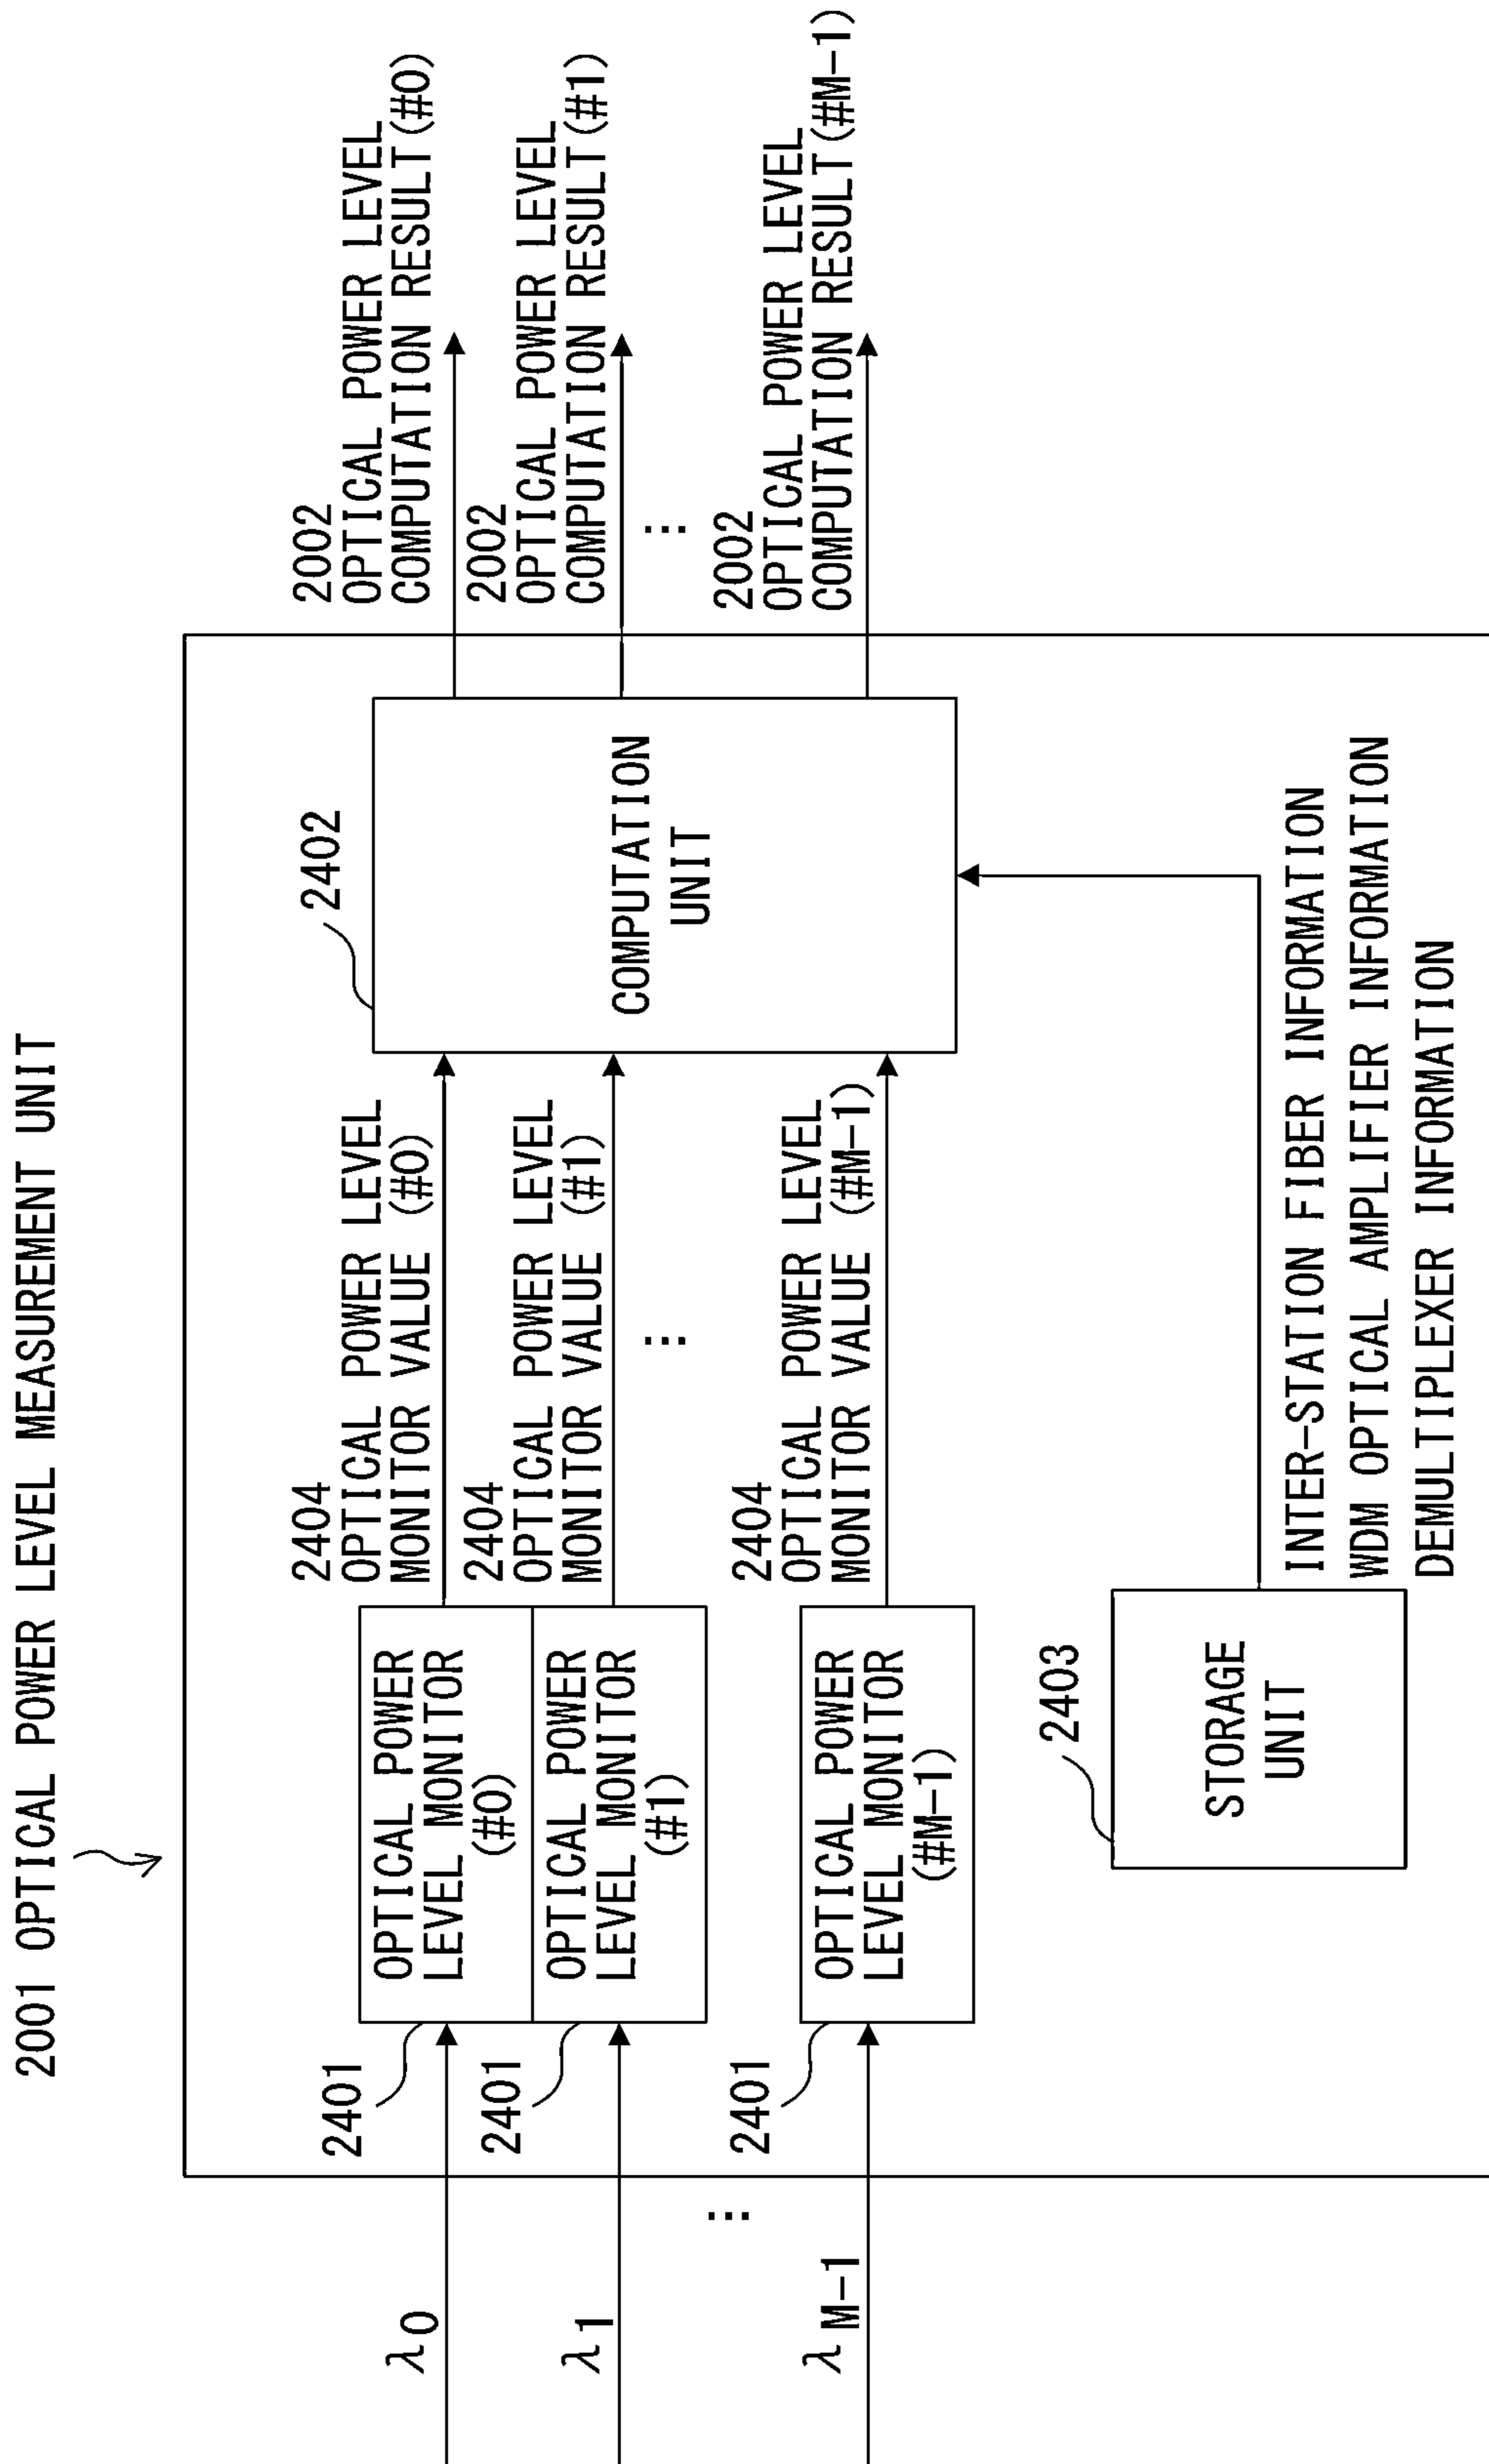 2001 OPTICAL POWER LEVEL MEASUREMENT UNIT
λ0
λ1
⋮
λM-1
2401
OPTICAL POWER
LEVEL MONITOR
(#0)
2401
OPTICAL POWER
LEVEL MONITOR
(#1)
2401
OPTICAL POWER
LEVEL MONITOR
(#M-1)
2404
OPTICAL POWER LEVEL
MONITOR VALUE (#0)
2404
OPTICAL POWER LEVEL
MONITOR VALUE (#1)
⋮
2404
OPTICAL POWER LEVEL
MONITOR VALUE (#M-1)
2402
COMPUTATION
UNIT
2002
OPTICAL POWER LEVEL
COMPUTATION RESULT(#0)
2002
OPTICAL POWER LEVEL
COMPUTATION RESULT(#1)
⋮
2002
OPTICAL POWER LEVEL
COMPUTATION RESULT(#M-1)
2403
STORAGE
UNIT
INTER-STATION FIBER INFORMATION
WDM OPTICAL AMPLIFIER INFORMATION
DEMULTIPLEXER INFORMATION